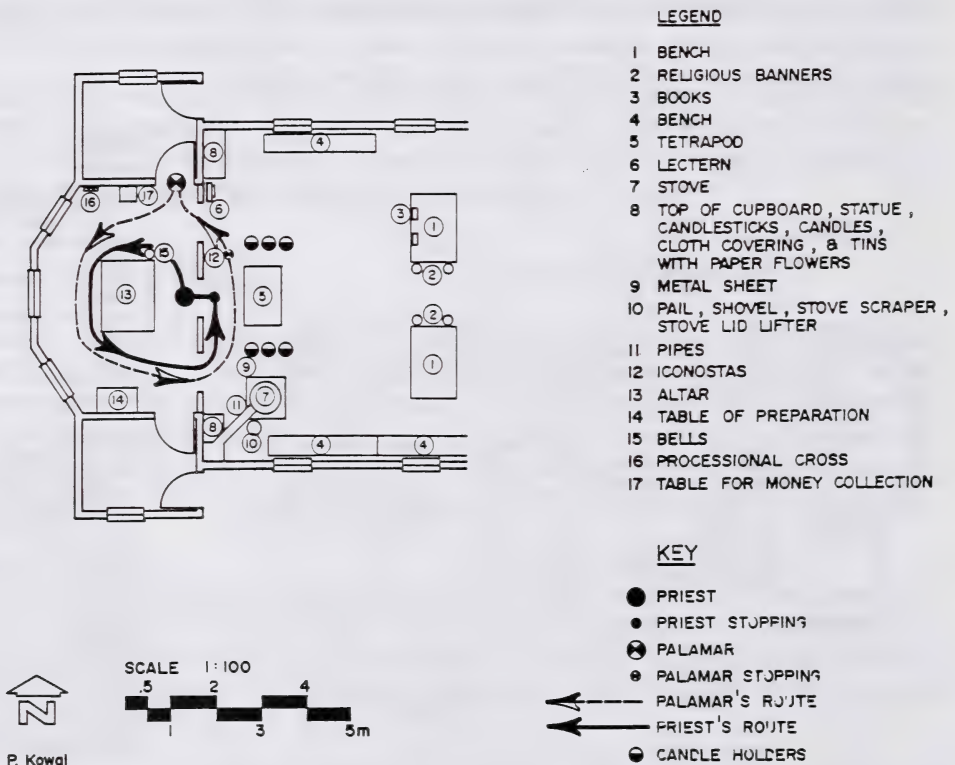 LEGEND
1 BENCH
2 RELIGIOUS BANNERS
3 BOOKS
4 BENCH
5 TETRAPOD
6 LECTERN
7 STOVE
8 TOP OF CUPBOARD, STATUE,
CANDLESTICKS, CANDLES,
CLOTH COVERING, & TINS
WITH PAPER FLOWERS
9 METAL SHEET
10 PAIL, SHOVEL, STOVE SCRAPER,
STOVE LID LIFTER
11 PIPES
12 ICONOSTAS
13 ALTAR
14 TABLE OF PREPARATION
15 BELLS
16 PROCESSIONAL CROSS
17 TABLE FOR MONEY COLLECTION
8
4
16
17
6
3
1
15
12
2
13
5
2
9
1
7
14
11
8
10
4
4
KEY
PRIEST
PRIEST STOPPING
PALAMAR
PALAMAR STOPPING
PALAMAR'S ROUTE
PRIEST'S ROUTE
CANDLE HOLDERS
SCALE 1:100
.5 2 4
1 3 5m
N
P. Kowal